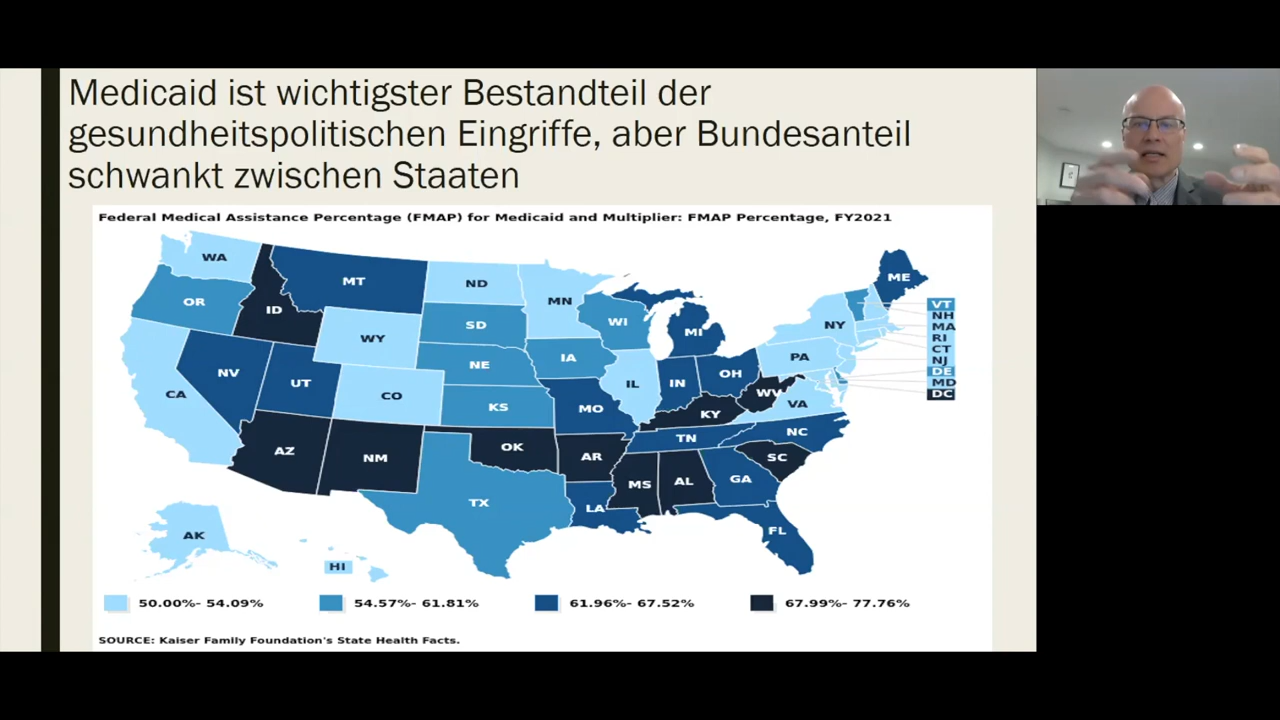 Medicaid ist wichtigster Bestandteil der
gesundheitspolitischen Eingriffe, aber Bundesanteil
schwankt zwischen Staaten
Federal Medical Assistance Percentage (FMAP) for Medicaid and Multiplier: FMAP Percentage, FY2021
WA
MT
ND
MN
ME
OR
ID
SD
WI
MI
NY
VT
NH
MA
RI
CT
NJ
DE
MD
DC
WY
NE
IA
PA
NV
UT
CO
KS
MO
IL
IN
OH
WV
VA
CA
KY
AZ
NM
OK
AR
TN
NC
SC
MS
AL
GA
TX
LA
FL
AK
HI
50.00%- 54.09%
54.57%- 61.81%
61.96%- 67.52%
67.99%- 77.76%
SOURCE: Kaiser Family Foundation's State Health Facts.